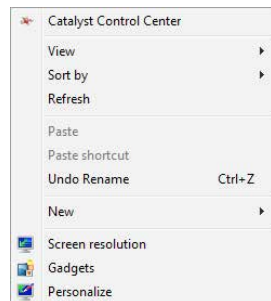 Catalyst Control Center
View
Sort by
Refresh
Paste
Paste shortcut
Undo Rename Ctrl+Z
New
Screen resolution
Gadgets
Personalize